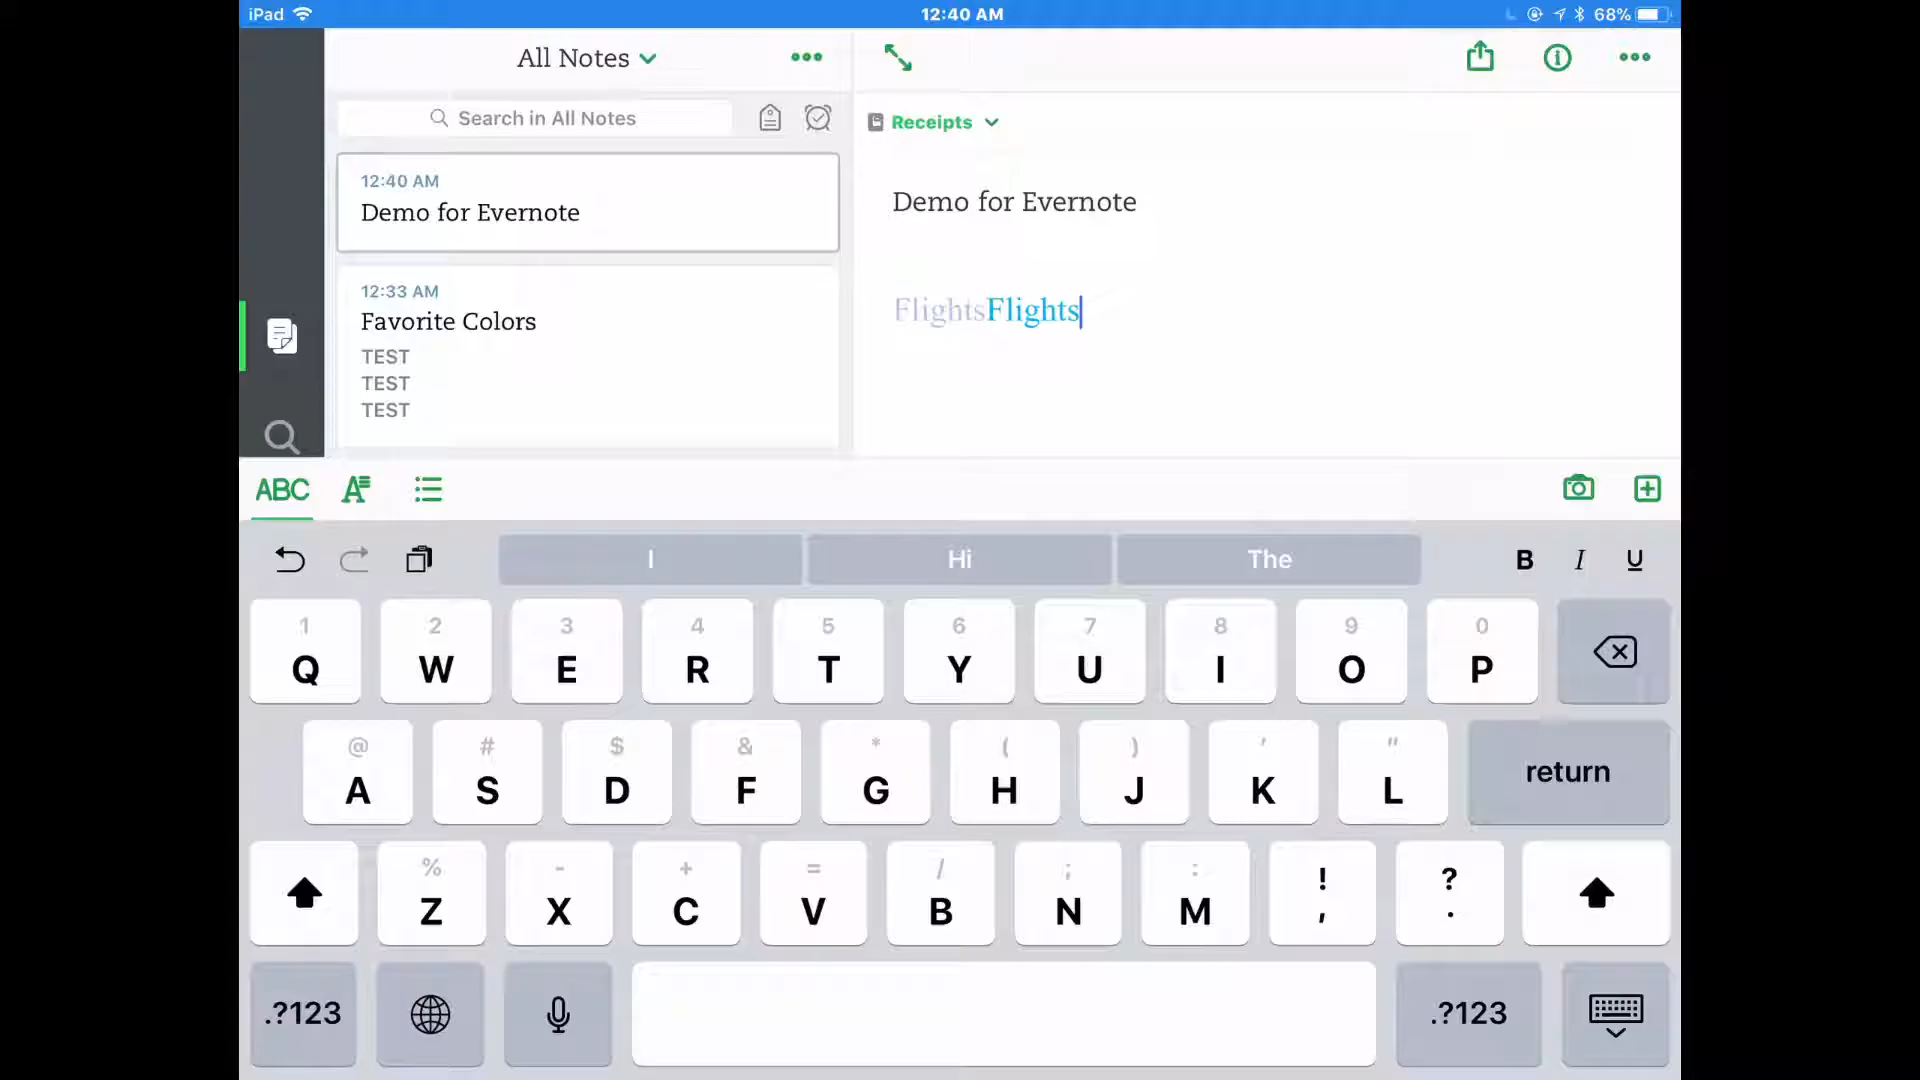 iPad 12:40 AM 68%
All Notes
Search in All Notes
Receipts
12:40 AM
Demo for Evernote
12:33 AM
Favorite Colors
TEST
TEST
TEST
Demo for Evernote
FlightsFlights
ABC
I Hi The B I U
1 2 3 4 5 6 7 8 9 0
Q W E R T Y U I O P
@ # $ & * ( ) ' "
A S D F G H J K L return
% - + = / ; : ! ?
Z X C V B N M , .
.?123 .?123